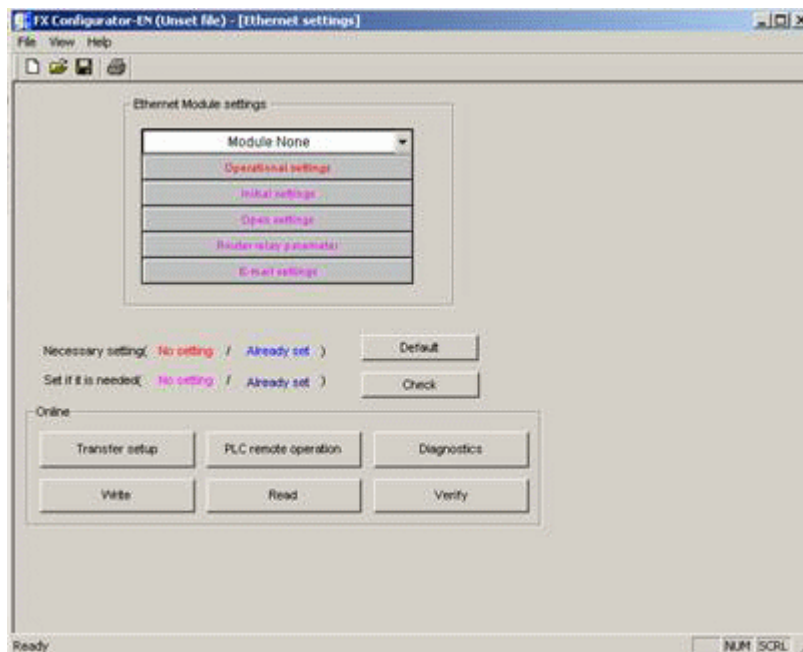 FX Configurator-EN (Unset file) - [Ethernet settings]
File View Help
Ethernet Module settings
Module None
Operational settings
Initial settings
Open settings
Router relay parameter
E-mail settings
Necessary setting( No setting / Already set )
Default
Set if it is needed( No setting / Already set )
Check
Online
Transfer setup
PLC remote operation
Diagnostics
Write
Read
Verify
Ready
NUM
SCRL